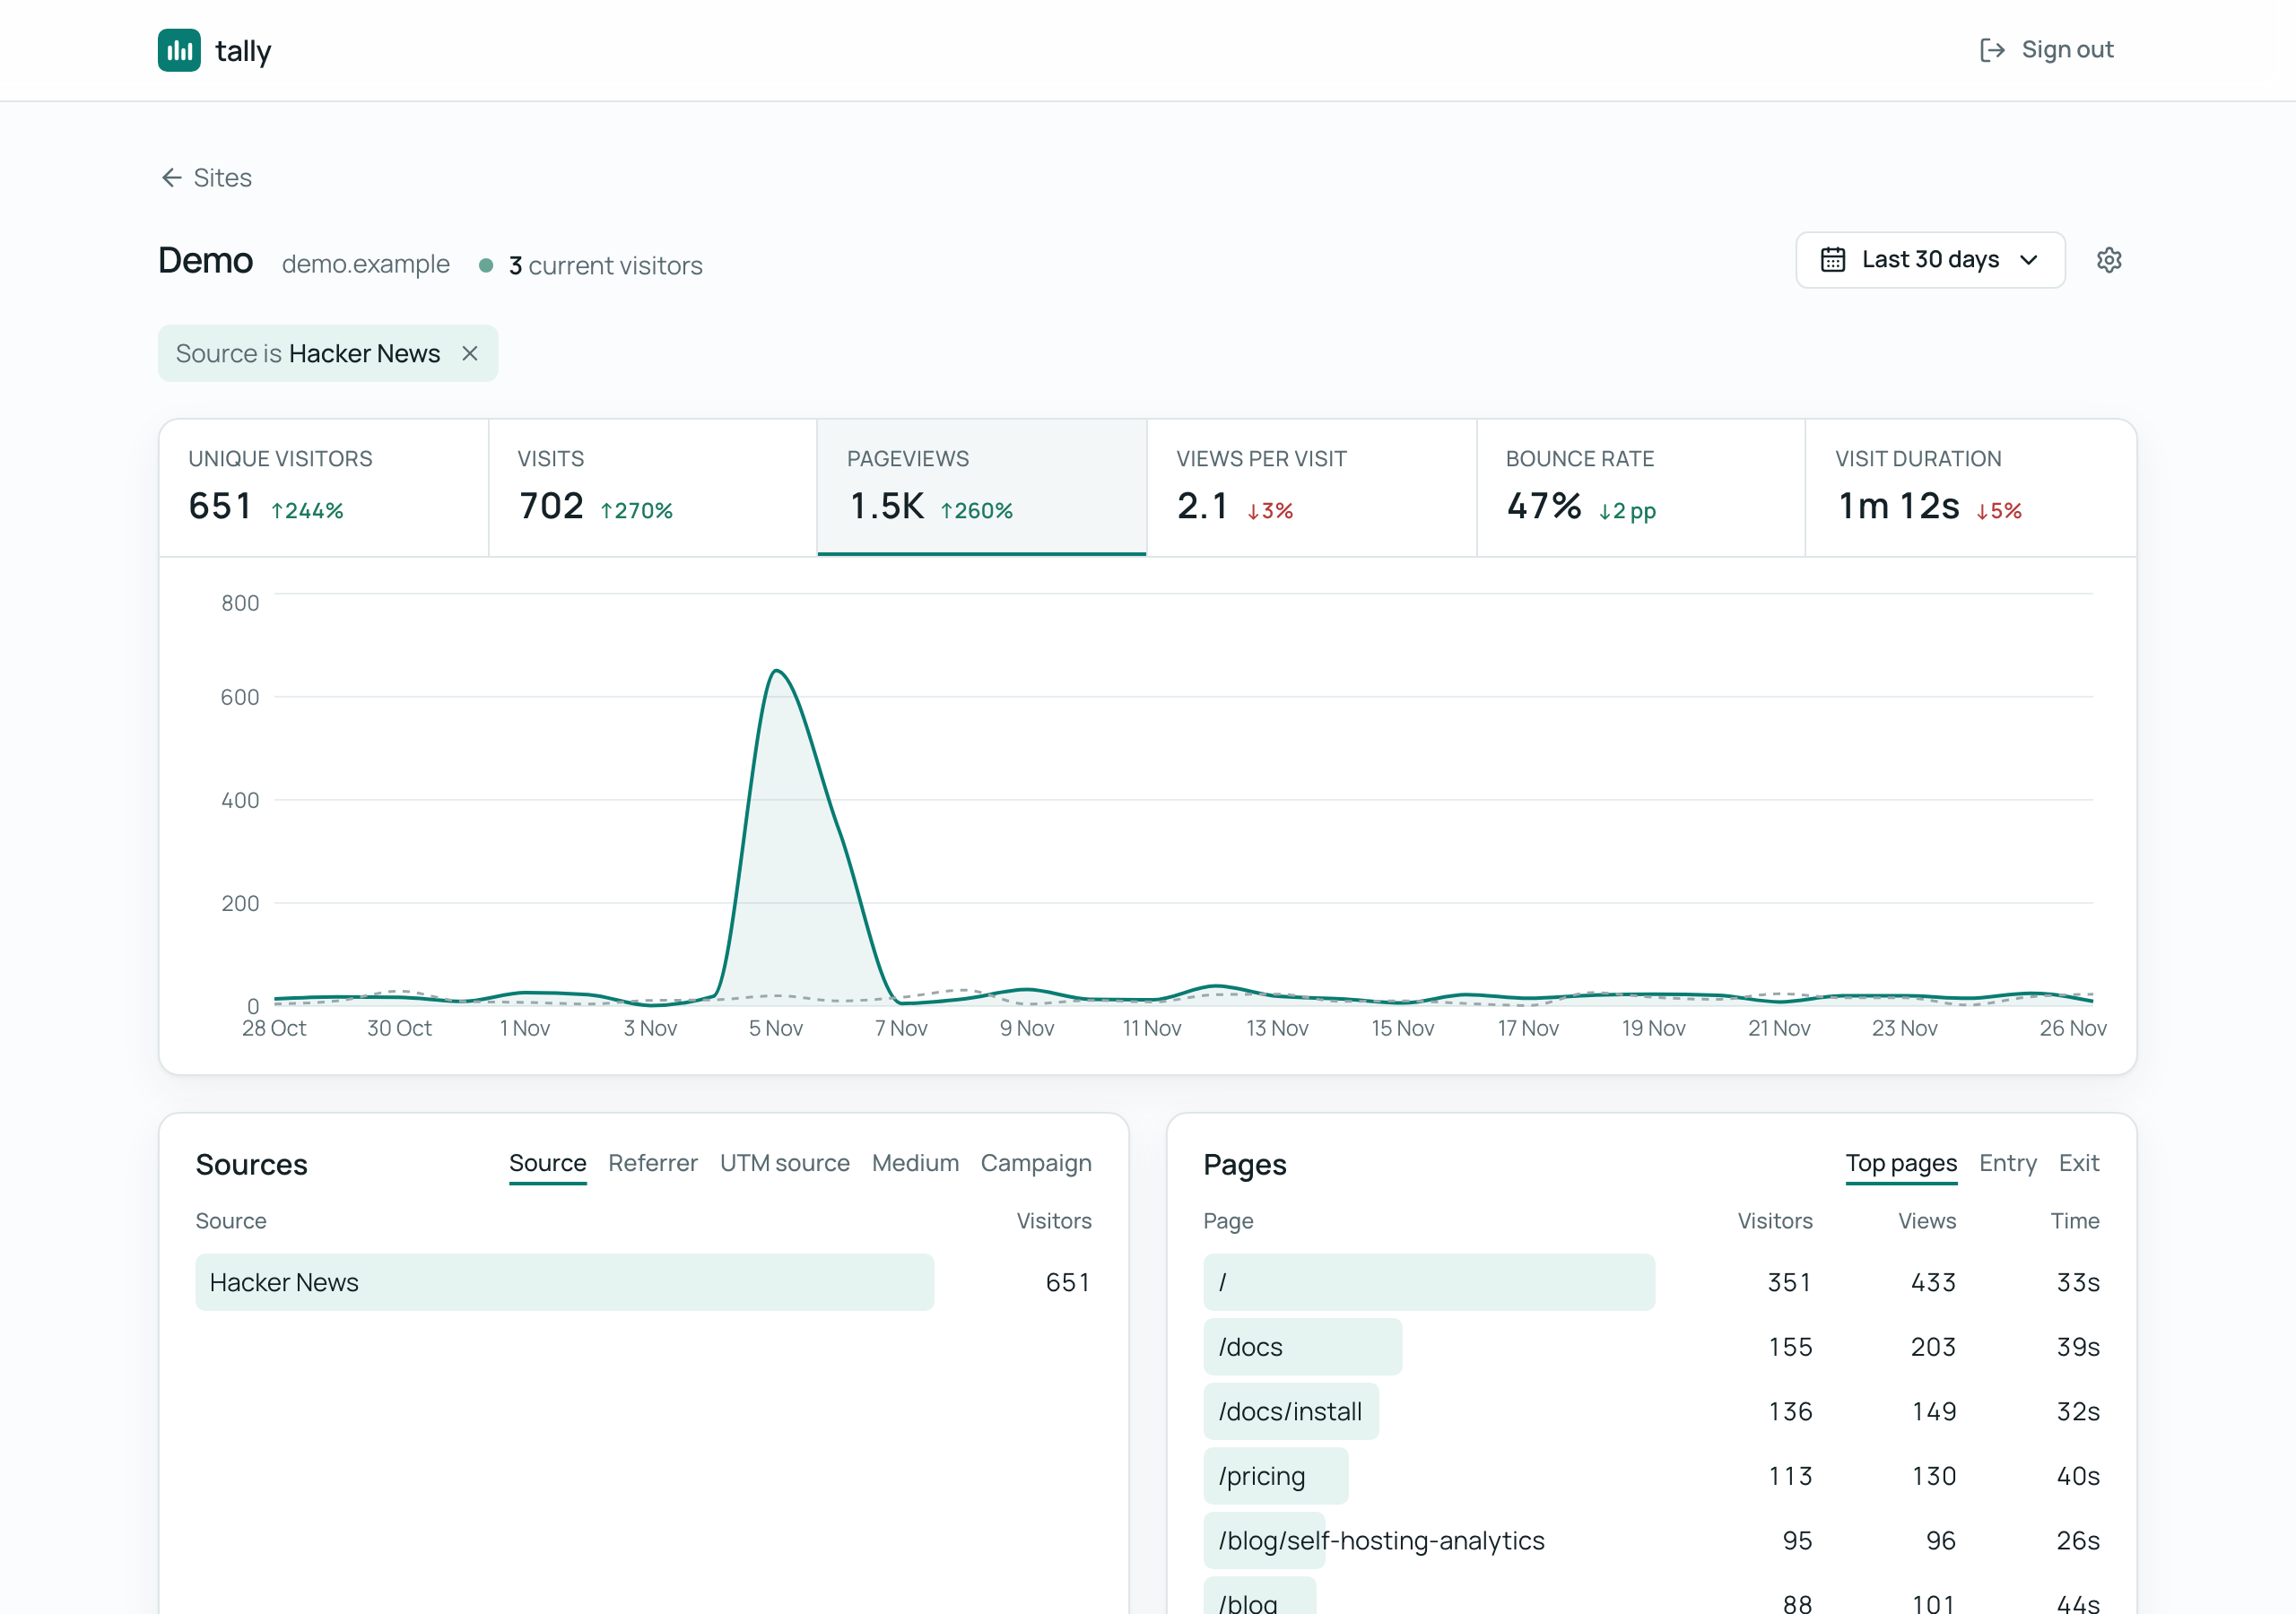 tally
Sign out
Sites
Demo demo.example 3 current visitors
Last 30 days
Source is Hacker News
UNIQUE VISITORS
651 ↑244%
VISITS
702 ↑270%
PAGEVIEWS
1.5K ↑260%
VIEWS PER VISIT
2.1 ↓3%
BOUNCE RATE
47% ↓2 pp
VISIT DURATION
1m 12s ↓5%
800
600
400
200
0
28 Oct 30 Oct 1 Nov 3 Nov 5 Nov 7 Nov 9 Nov 11 Nov 13 Nov 15 Nov 17 Nov 19 Nov 21 Nov 23 Nov 26 Nov
Sources
Source Referrer UTM source Medium Campaign
Source Visitors
Hacker News 651
Pages
Top pages Entry Exit
Page Visitors Views Time
/ 351 433 33s
/docs 155 203 39s
/docs/install 136 149 32s
/pricing 113 130 40s
/blog/self-hosting-analytics 95 96 26s
/blog 88 101 44s